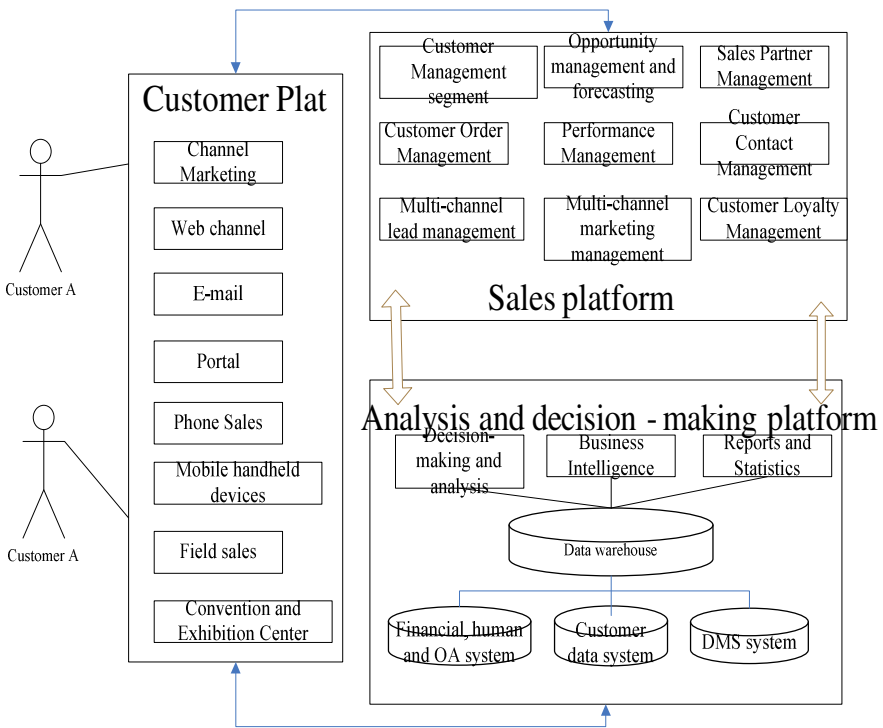 Customer Plat
Channel
Marketing
Web channel
E-mail
Portal
Phone Sales
Mobile handheld
devices
Field sales
Convention and
Exhibition Center
Customer A
Customer A
Customer
Management
segment
Opportunity
management and
forecasting
Sales Partner
Management
Customer Order
Management
Performance
Management
Customer
Contact
Management
Multi-channel
lead management
Multi-channel
marketing
management
Customer Loyalty
Management
Sales platform
Analysis and decision - making platform
Decision-
making and
analysis
Business
Intelligence
Reports and
Statistics
Data warehouse
Financial, human
and OA system
Customer
data system
DMS system